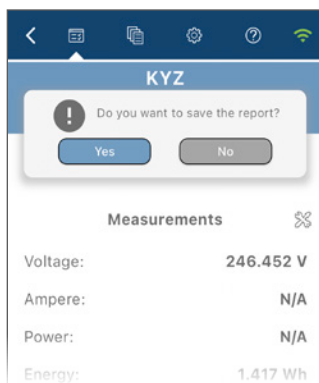 KYZ
Do you want to save the report?
Yes No
Measurements
Voltage: 246.452 V
Ampere: N/A
Power: N/A
Energy: 1.417 Wh